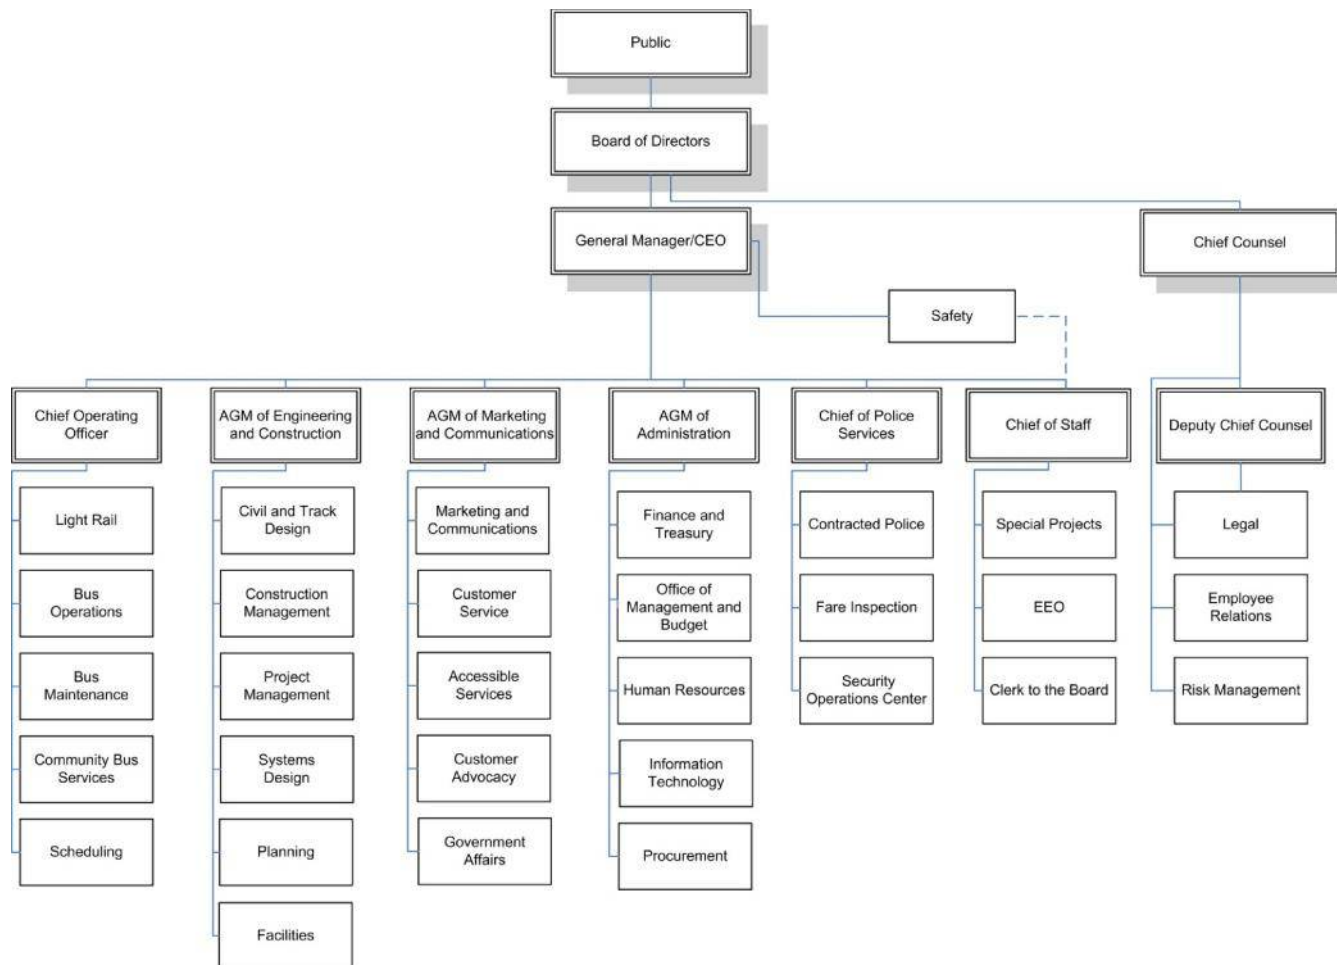 Public
Board of Directors
General Manager/CEO
Chief Counsel
Safety
Chief Operating
Officer
AGM of Engineering
and Construction
AGM of Marketing
and Communications
AGM of
Administration
Chief of Police
Services
Chief of Staff
Deputy Chief Counsel
Light Rail
Bus
Operations
Bus
Maintenance
Community Bus
Services
Scheduling
Civil and Track
Design
Construction
Management
Project
Management
Systems
Design
Planning
Facilities
Marketing and
Communications
Customer
Service
Accessible
Services
Customer
Advocacy
Government
Affairs
Finance and
Treasury
Office of
Management and
Budget
Human Resources
Information
Technology
Procurement
Contracted Police
Fare Inspection
Security
Operations Center
Special Projects
EEO
Clerk to the Board
Legal
Employee
Relations
Risk Management